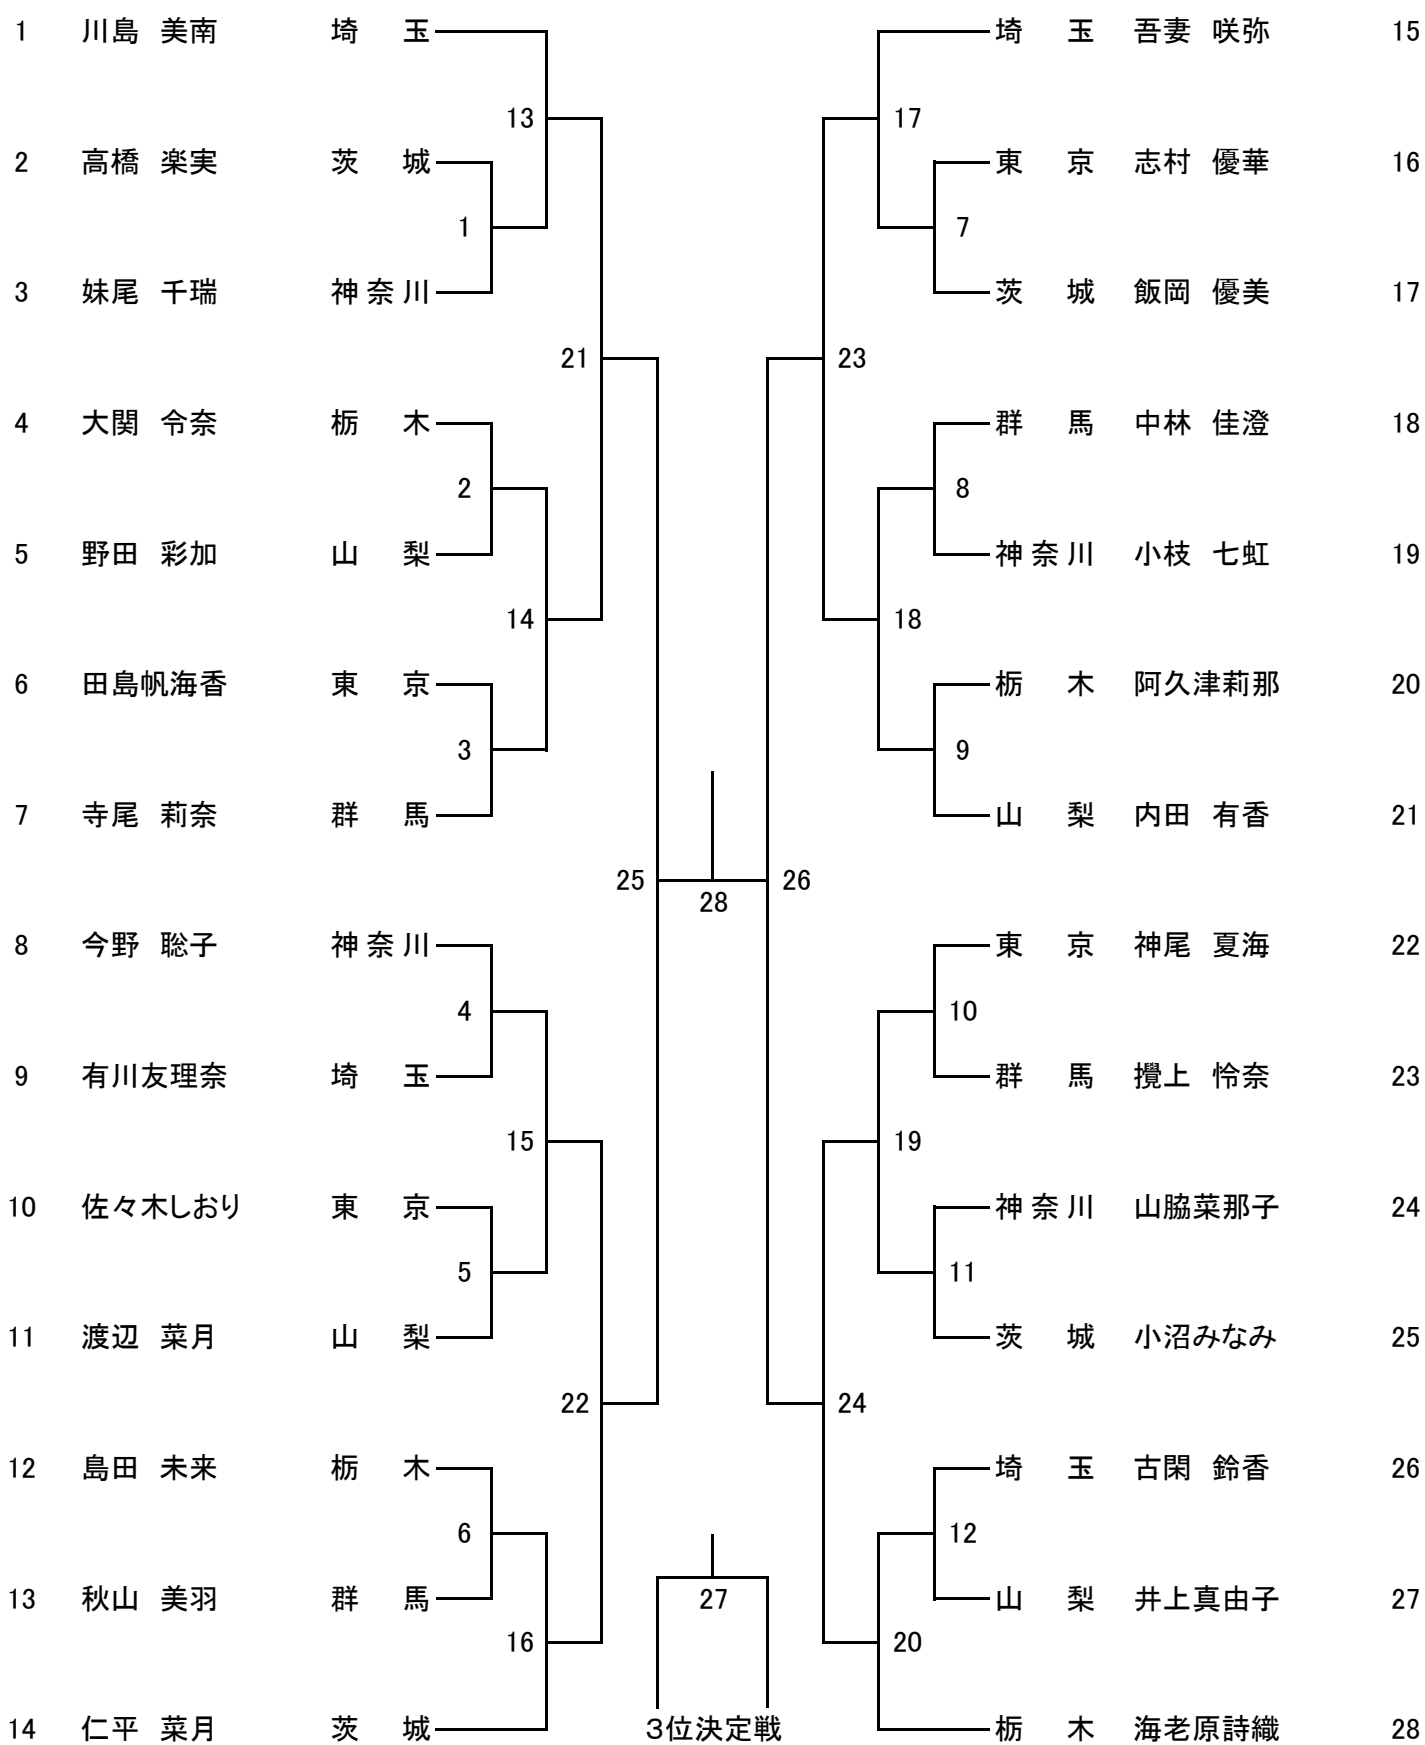 1 川島 美南 埼 玉 埼 玉 吾妻 咲弥 15
13 17
2 高橋 楽実 茨 城 東 京 志村 優華 16
1 7
3 妹尾 千瑞 神奈川 茨 城 飯岡 優美 17
21 23
4 大関 令奈 栃 木 群 馬 中林 佳澄 18
2 8
5 野田 彩加 山 梨 神奈川 小枝 七虹 19
14 18
6 田島帆海香 東 京 栃 木 阿久津莉那 20
3 9
7 寺尾 莉奈 群 馬 山 梨 内田 有香 21
25 28 26
8 今野 聡子 神奈川 東 京 神尾 夏海 22
4 10
9 有川友理奈 埼 玉 群 馬 攪上 怜奈 23
15 19
10 佐々木しおり 東 京 神奈川 山脇菜那子 24
5 11
11 渡辺 菜月 山 梨 茨 城 小沼みなみ 25
22 24
12 島田 未来 栃 木 埼 玉 古閑 鈴香 26
6 12
13 秋山 美羽 群 馬 27 山 梨 井上真由子 27
16 20
14 仁平 菜月 茨 城 3位決定戦 栃 木 海老原詩織 28